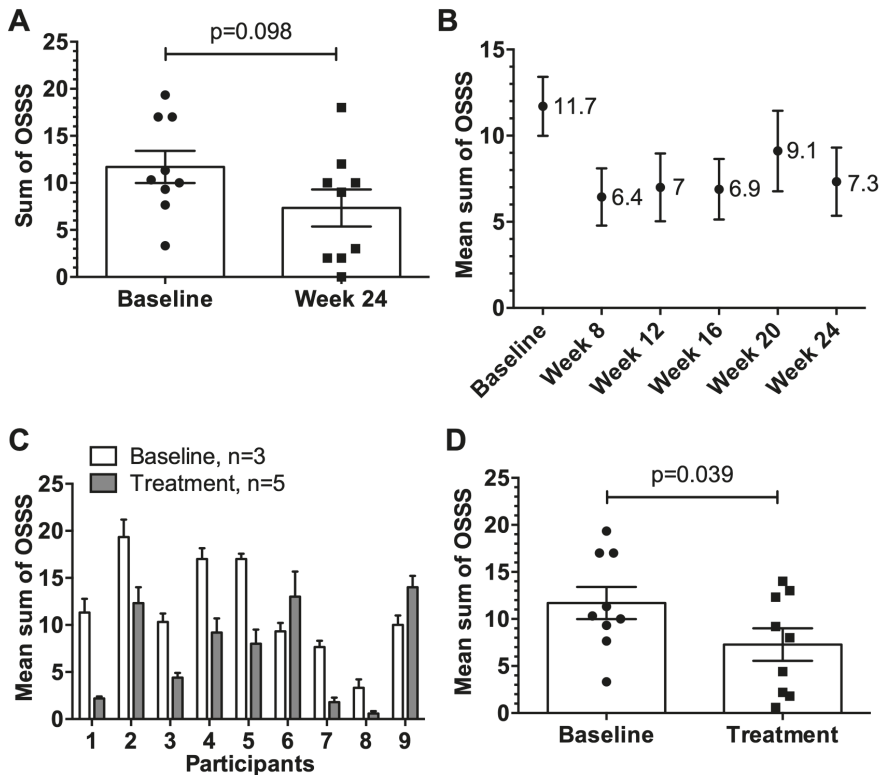 A
p=0.098
Sum of OSSS
25
20
15
10
5
0
Baseline
Week 24
B
Mean sum of OSSS
15
10
5
0
11.7
6.4
7
6.9
9.1
7.3
Baseline
Week 8
Week 12
Week 16
Week 20
Week 24
C
Baseline, n=3
Treatment, n=5
Mean sum of OSSS
25
20
15
10
5
0
1 2 3 4 5 6 7 8 9
Participants
D
p=0.039
Mean sum of OSSS
25
20
15
10
5
0
Baseline
Treatment